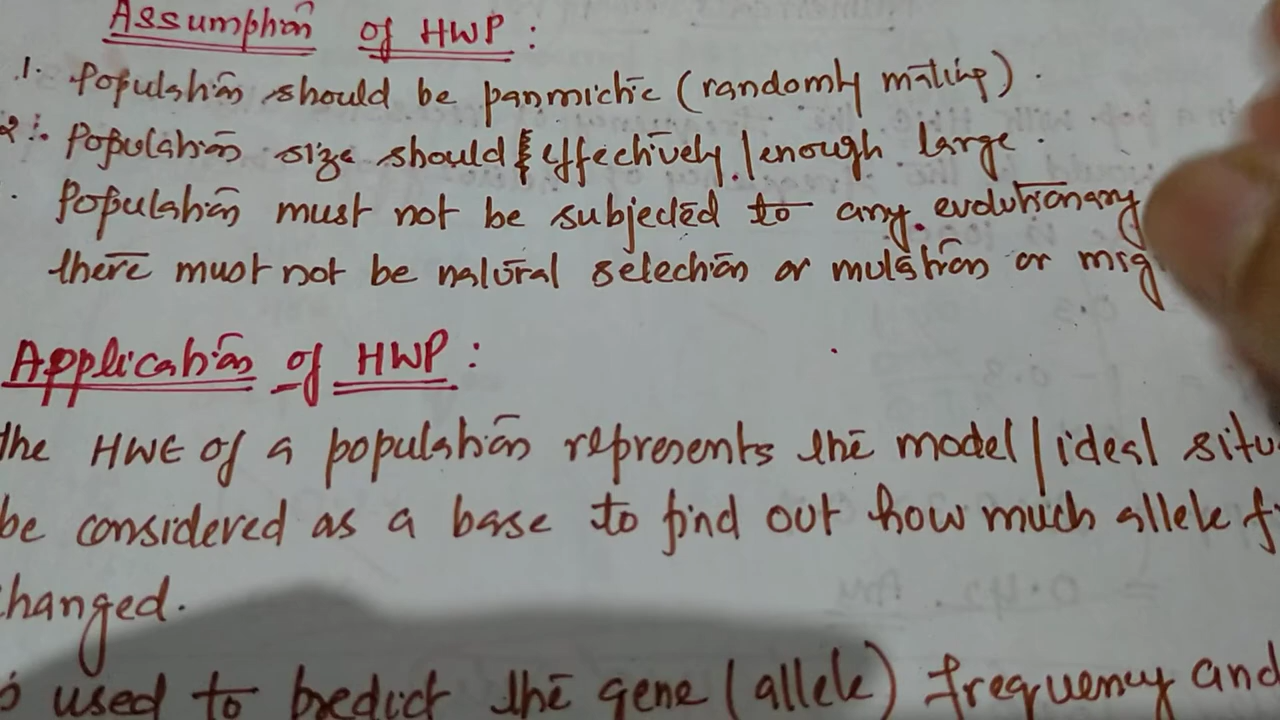 Assumption of HWP :
1. Population should be panmictic (randomly mating).
2. Population size should effectively / enough large.
. Population must not be subjected to any evolutionary
there must not be natural selection or mutation or mig
Application of HWP :
the HWE of a population represents the model / ideal situ
be considered as a base to find out how much allele f
changed.
used to predict the gene (allele) frequency and